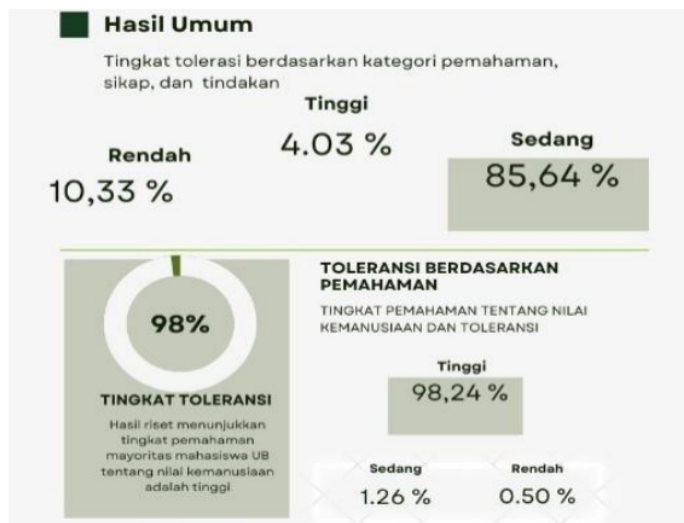 Hasil Umum
Tingkat tolerasi berdasarkan kategori pemahaman,
sikap, dan tindakan
Tinggi
4.03 %
Rendah
10,33 %
Sedang
85,64 %
98%
TINGKAT TOLERANSI
Hasil riset menunjukkan
tingkat pemahaman
mayoritas mahasiswa UB
tentang nilai kemanusiaan
adalah tinggi
TOLERANSI BERDASARKAN
PEMAHAMAN
TINGKAT PEMAHAMAN TENTANG NILAI
KEMANUSIAAN DAN TOLERANSI
Tinggi
98,24 %
Sedang
1.26 %
Rendah
0.50 %